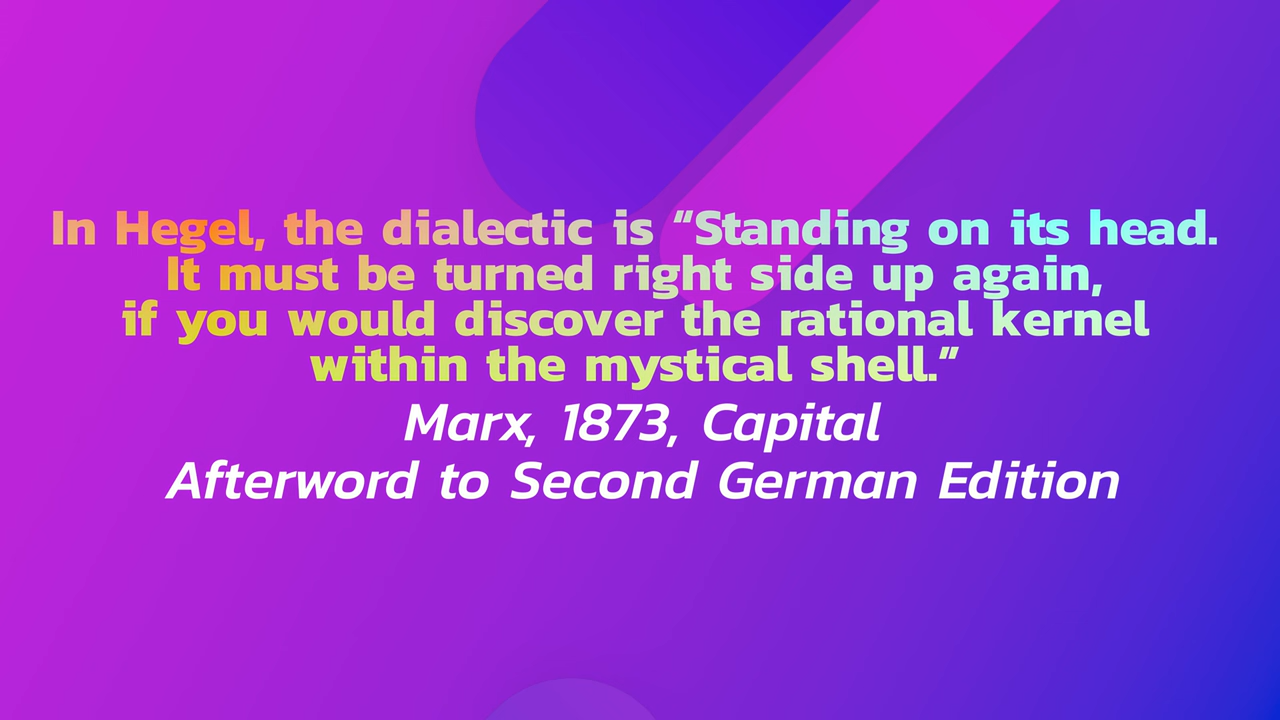 In Hegel, the dialectic is “Standing on its head.
It must be turned right side up again,
if you would discover the rational kernel
within the mystical shell.”
Marx, 1873, Capital
Afterword to Second German Edition